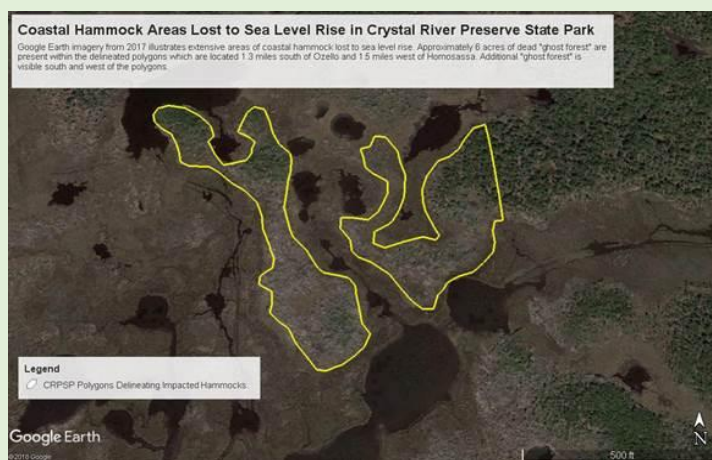 Coastal Hammock Areas Lost to Sea Level Rise in Crystal River Preserve State Park
Google Earth imagery from 2017 illustrates extensive areas of coastal hammock lost to sea level rise. Approximately 6 acres of dead "ghost forest" are
present within the delineated polygons which are located 1.3 miles south of Ozello and 1.5 miles west of Homosassa. Additional "ghost forest" is
visible south and west of the polygons.
Legend
CRPSP Polygons Delineating Impacted Hammocks.
Google Earth
©2018 Google
500 ft
N